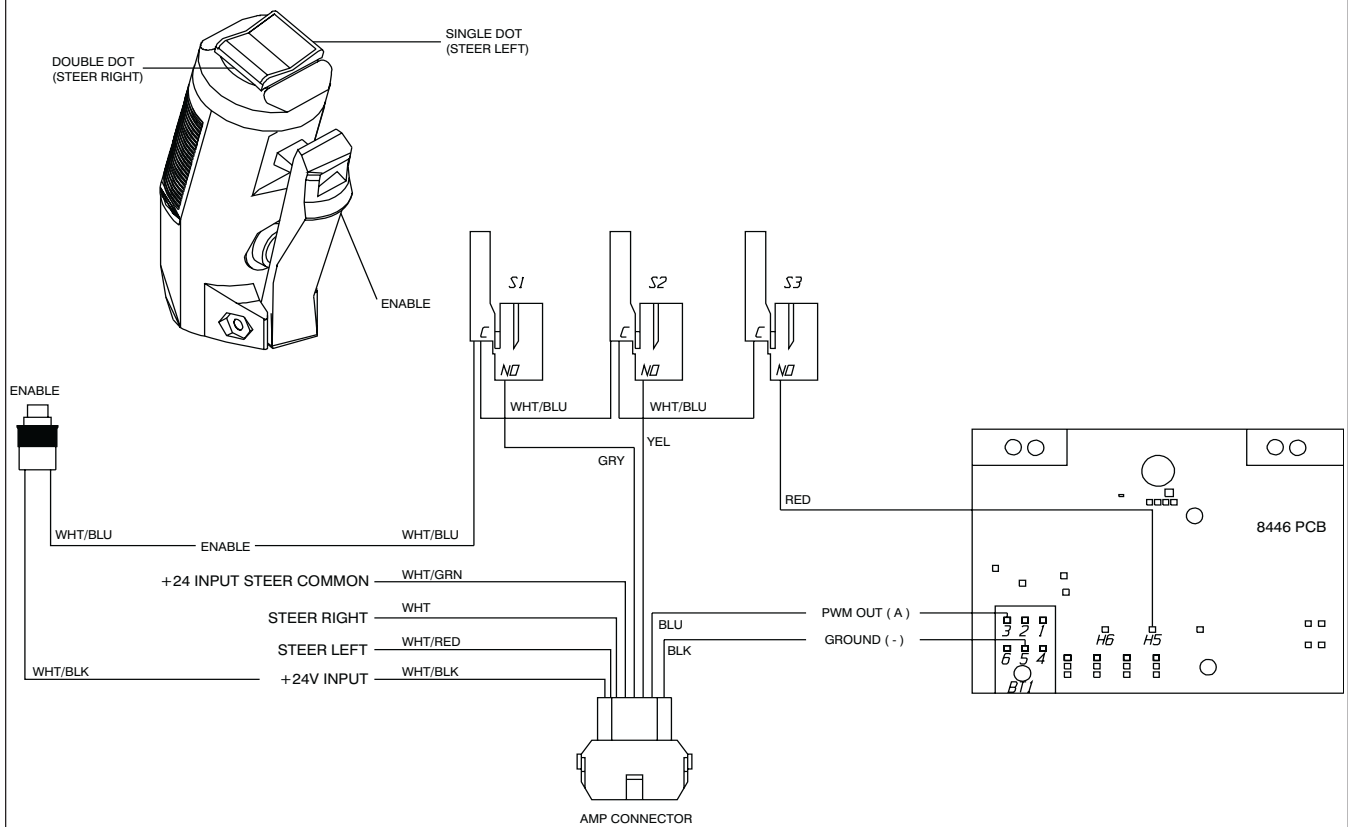 SINGLE DOT
(STEER LEFT)
DOUBLE DOT
(STEER RIGHT)
ENABLE
S1
S2
S3
C
C
C
NO
NO
NO
ENABLE
WHT/BLU
WHT/BLU
YEL
GRY
RED
8446 PCB
WHT/BLU
ENABLE
WHT/BLU
+24 INPUT STEER COMMON
WHT/GRN
STEER RIGHT
WHT
STEER LEFT
WHT/RED
WHT/BLK
+24V INPUT
WHT/BLK
BLU
PWM OUT ( A )
BLK
GROUND ( - )
3 2 1
6 5 4
BT1
H6
H5
AMP CONNECTOR